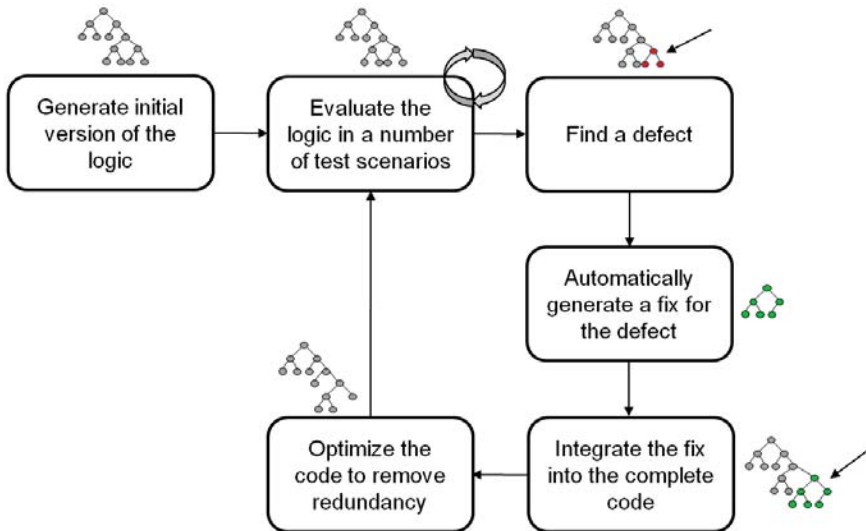 Generate initial
version of the
logic
Evaluate the
logic in a number
of test scenarios
Find a defect
Automatically
generate a fix for
the defect
Integrate the fix
into the complete
code
Optimize the
code to remove
redundancy